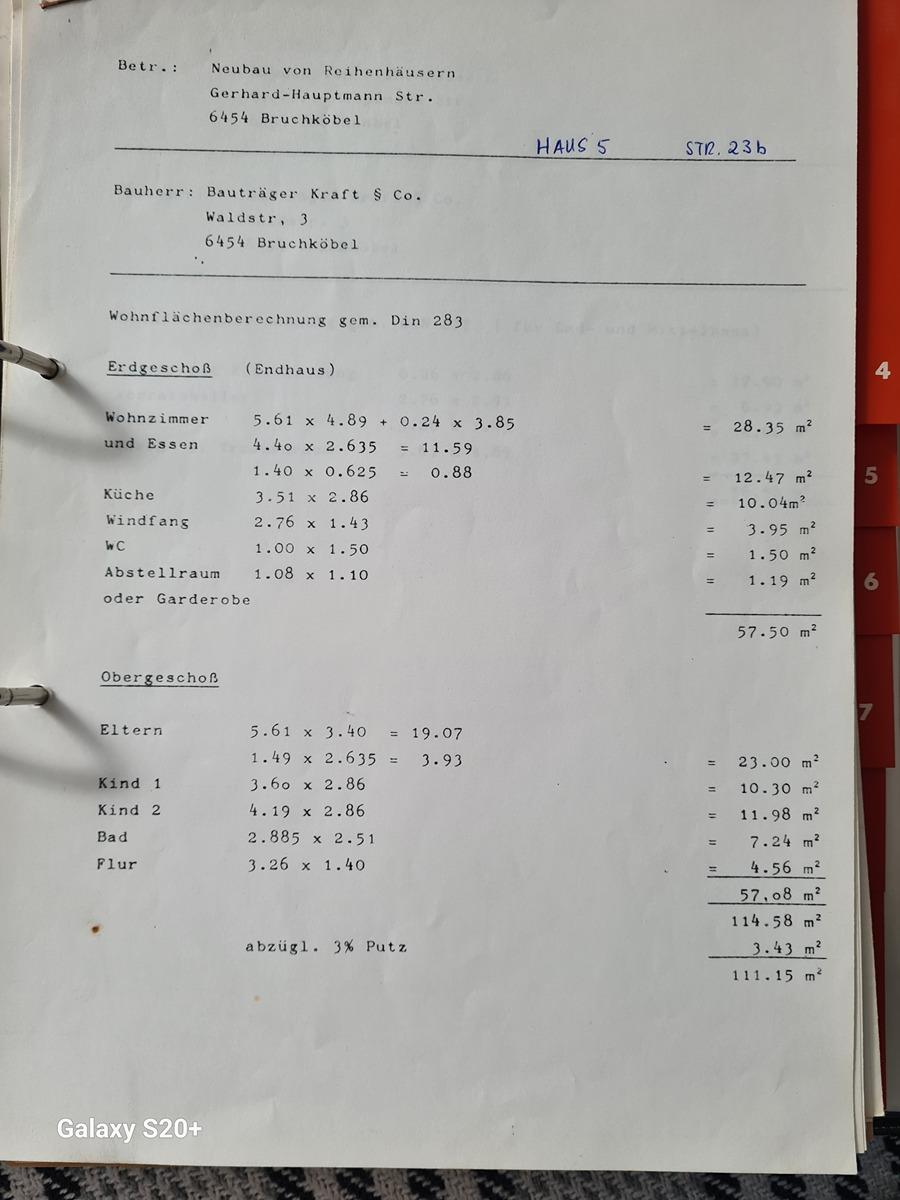 Betr.: Neubau von Reihenhäusern
Gerhard-Hauptmann Str.
6454 Bruchköbel
HAUS 5 STR. 23b
Bauherr: Bauträger Kraft § Co.
Waldstr, 3
6454 Bruchköbel
Wohnflächenberechnung gem. Din 283
Erdgeschoß (Endhaus)
Wohnzimmer 5.61 x 4.89 + 0.24 x 3.85 = 28.35 m²
und Essen 4.4o x 2.635 = 11.59
1.40 x 0.625 = 0.88 = 12.47 m²
Küche 3.51 x 2.86 = 10.04m²
Windfang 2.76 x 1.43 = 3.95 m²
WC 1.00 x 1.50 = 1.50 m²
Abstellraum 1.08 x 1.10 = 1.19 m²
oder Garderobe
57.50 m²
Obergeschoß
Eltern 5.61 x 3.40 = 19.07
1.49 x 2.635 = 3.93 = 23.00 m²
Kind 1 3.6o x 2.86 = 10.30 m²
Kind 2 4.19 x 2.86 = 11.98 m²
Bad 2.885 x 2.51 = 7.24 m²
Flur 3.26 x 1.40 = 4.56 m²
57,o8 m²
114.58 m²
abzügl. 3% Putz 3.43 m²
111.15 m²
4
5
6
7
Galaxy S20+